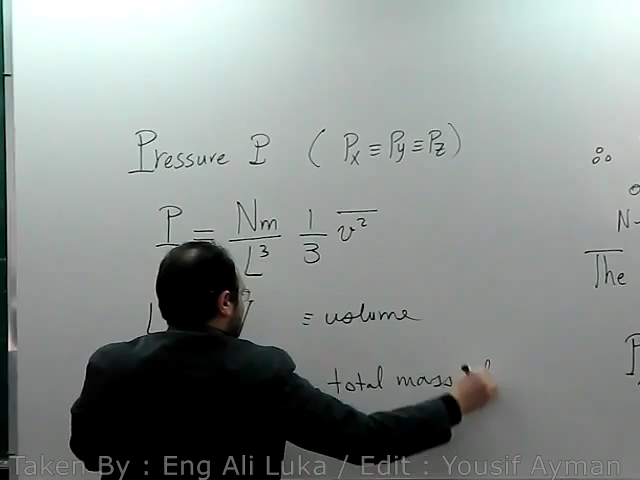 Pressure P ( Px ≡ Py ≡ Pz )
P = Nm/L³ 1/3 v̅²̅
≡ volume
total mass
∴
N-
The
P
Taken By : Eng Ali Luka / Edit : Yousif Ayman